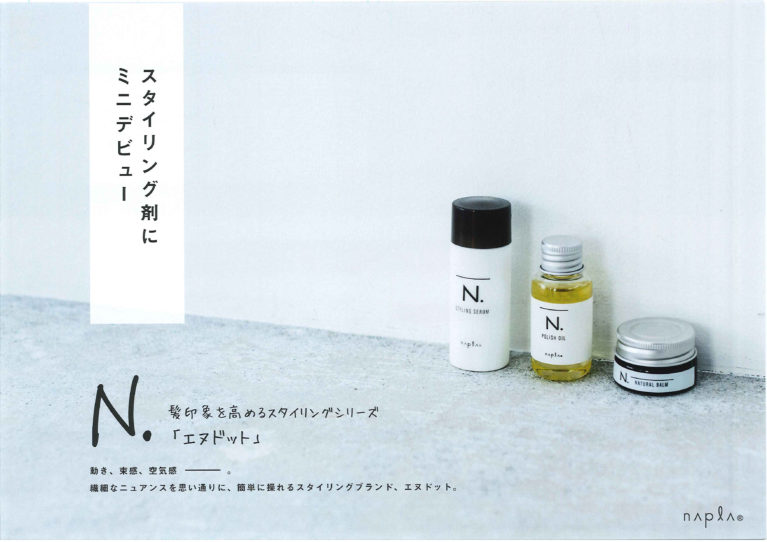 スタイリング剤に
ミニデビュー
N.
STYLING SERUM
napla
N.
POLISH OIL
napla
N.
NATURAL BALM
N.
髪印象を高めるスタイリングシリーズ
「エヌドット」
動き、束感、空気感 ――― 。
繊細なニュアンスを思い通りに、簡単に操れるスタイリングブランド、エヌドット。
napla®